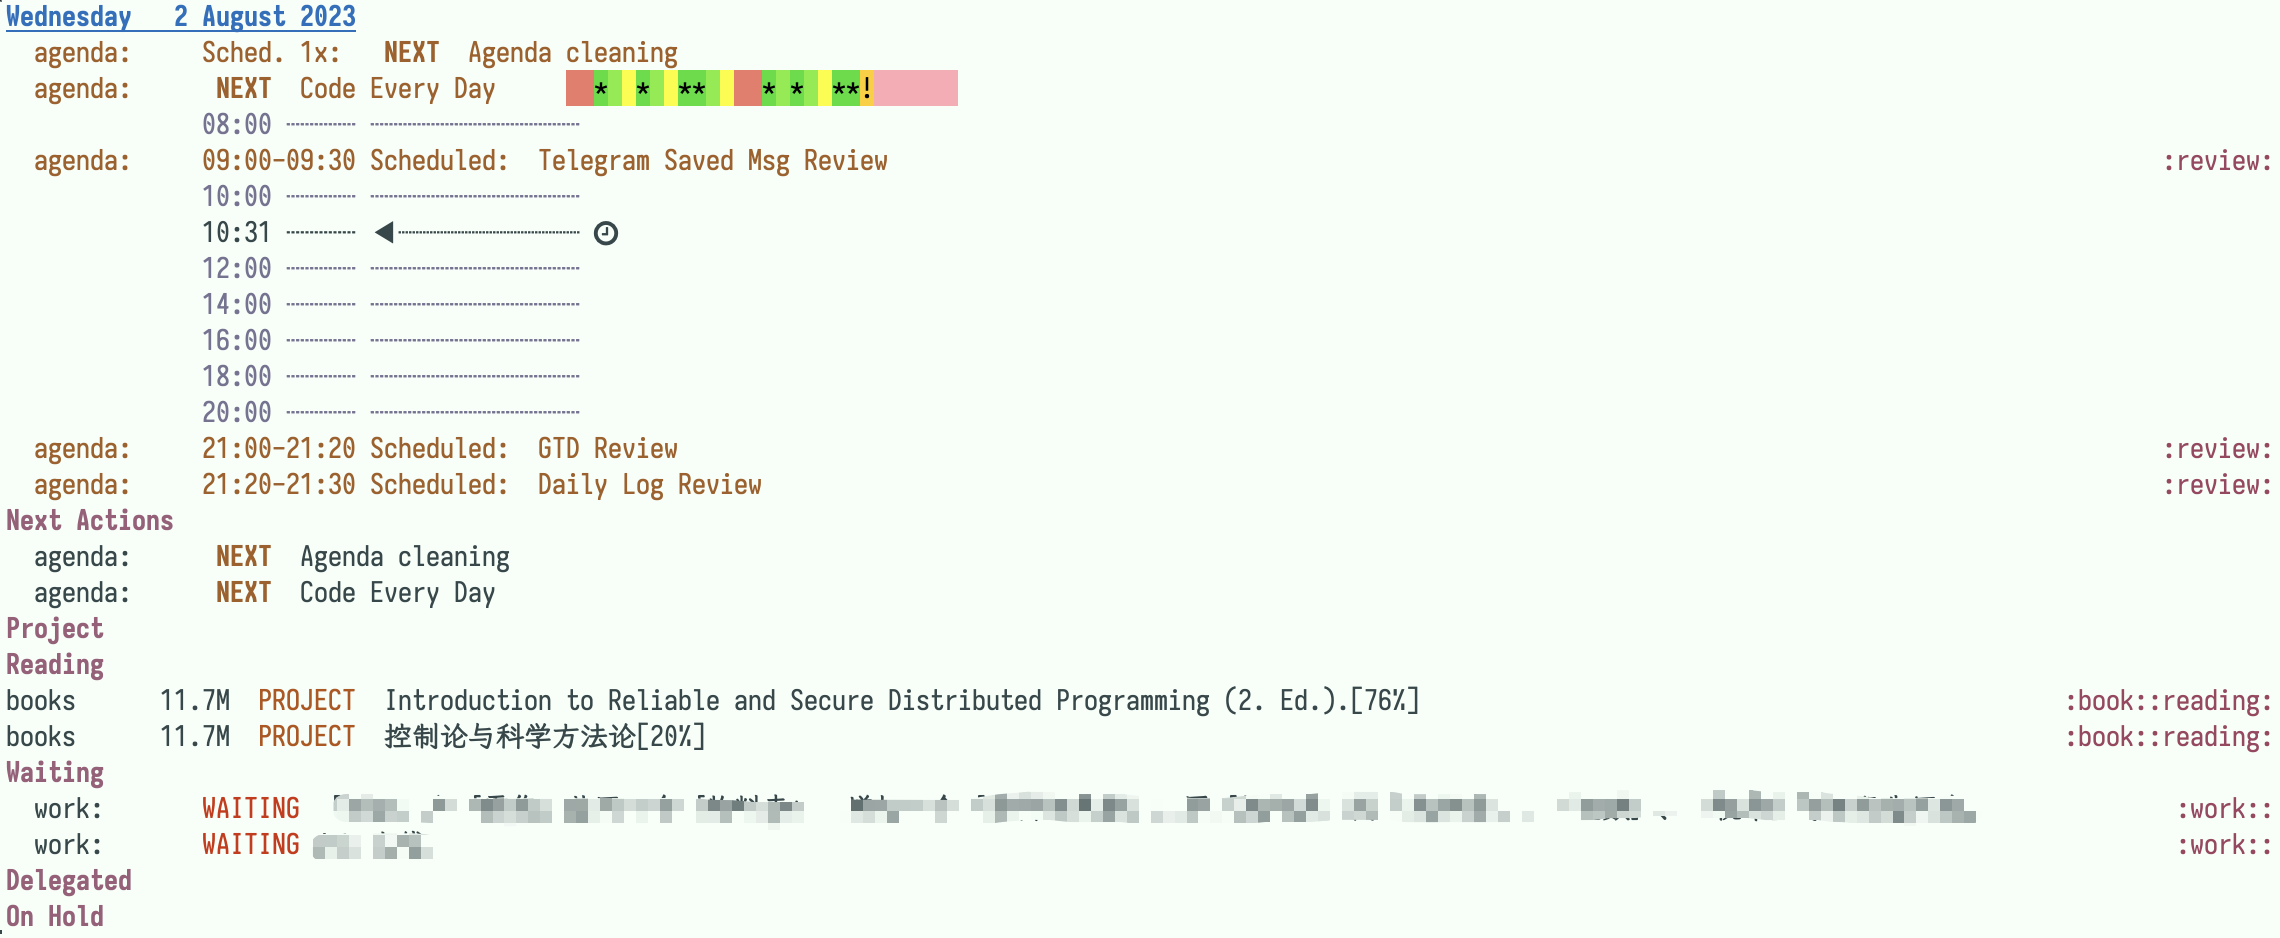 Wednesday   2 August 2023
  agenda:     Sched. 1x:   NEXT  Agenda cleaning
  agenda:      NEXT  Code Every Day       * * ** * * **!
              08:00
  agenda:     09:00-09:30 Scheduled:  Telegram Saved Msg Review :review:
              10:00
              10:31
              12:00
              14:00
              16:00
              18:00
              20:00
  agenda:     21:00-21:20 Scheduled:  GTD Review :review:
  agenda:     21:20-21:30 Scheduled:  Daily Log Review :review:
Next Actions
  agenda:      NEXT  Agenda cleaning
  agenda:      NEXT  Code Every Day
Project
Reading
books      11.7M  PROJECT  Introduction to Reliable and Secure Distributed Programming (2. Ed.).[76%] :book::reading:
books      11.7M  PROJECT  控制论与科学方法论[20%] :book::reading:
Waiting
  work:       WAITING :work::
  work:       WAITING :work::
Delegated
On Hold